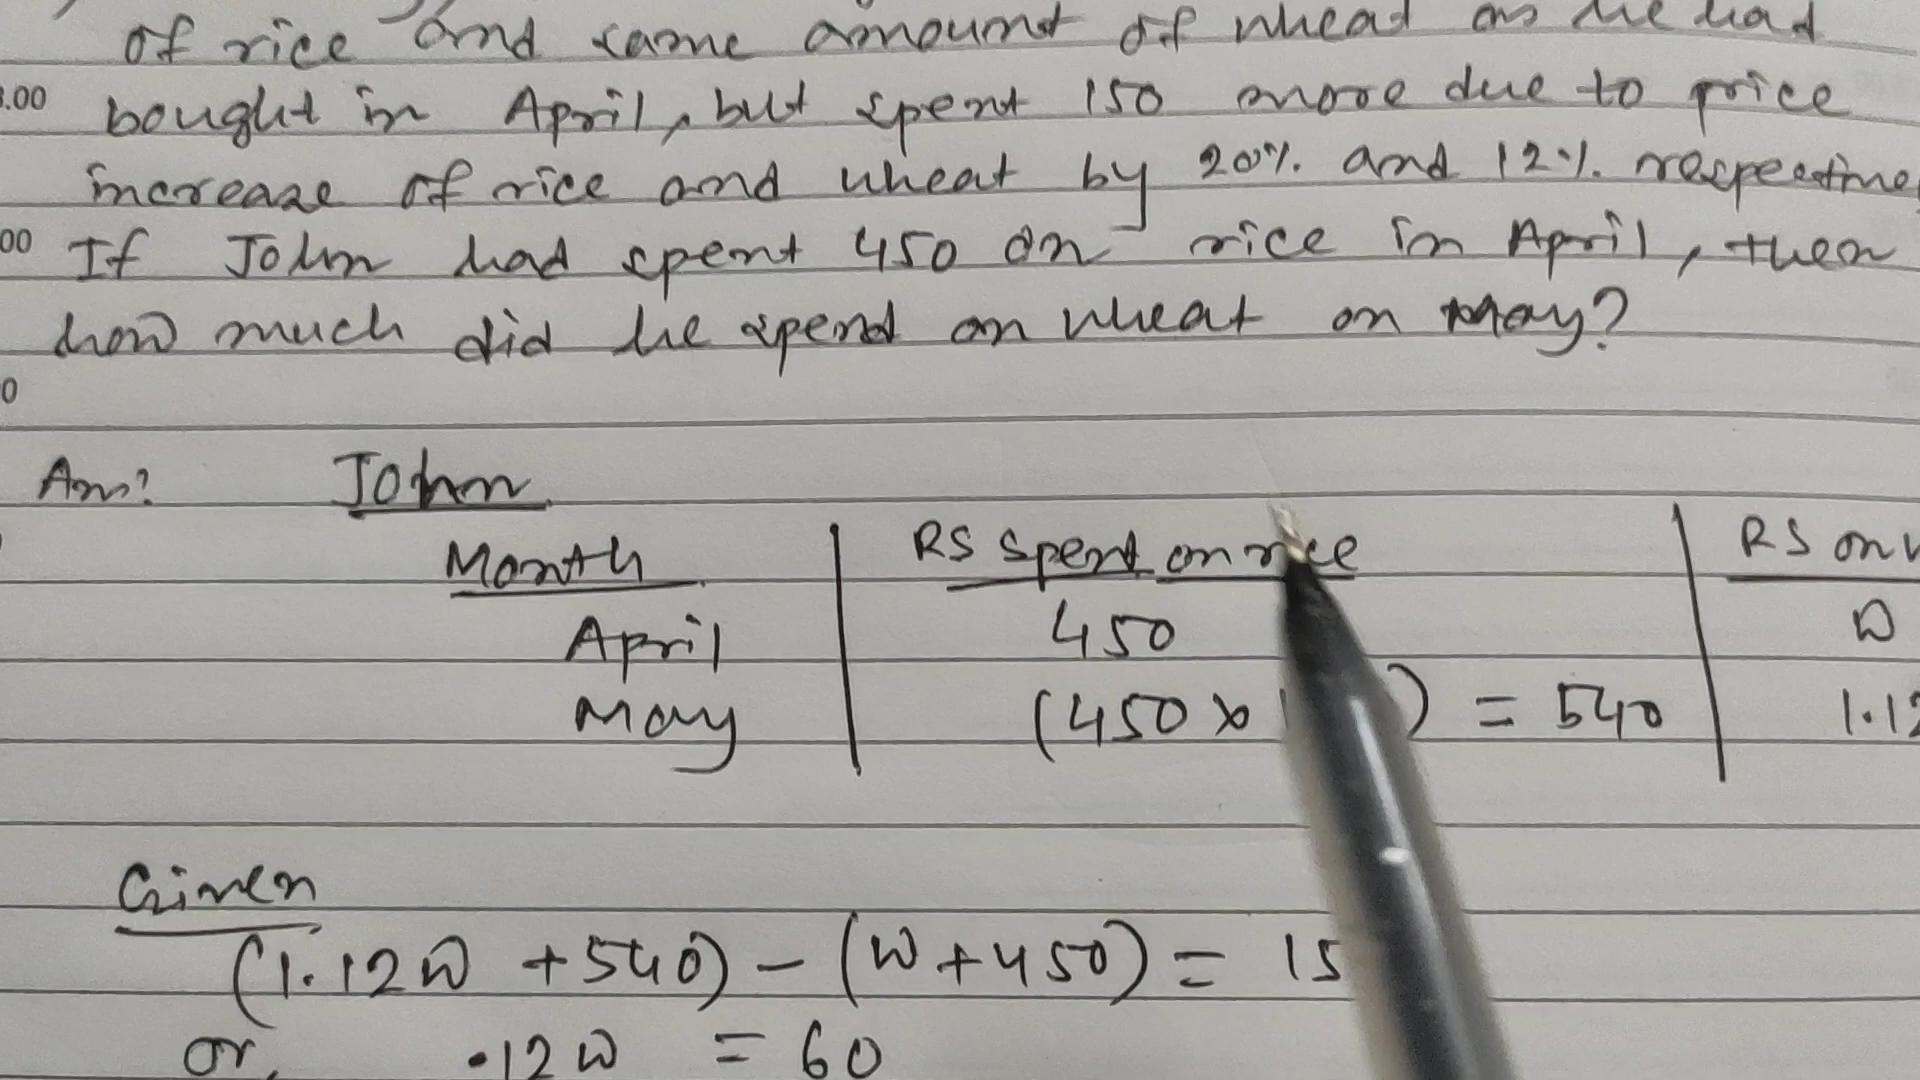 of rice and same amount of wheat as he had
.00 bought in April, but spent 150 more due to price
increase of rice and wheat by 20% and 12%.
00 If John had spent 450 on rice in April, then
how much did he spend on wheat on May?
0
Ans: John
Month RS spent on rice RS on
April 450 W
May (450 x ) = 540 1.12
Given
(1.12W + 540) - (W + 450) = 15
or, .12W = 60